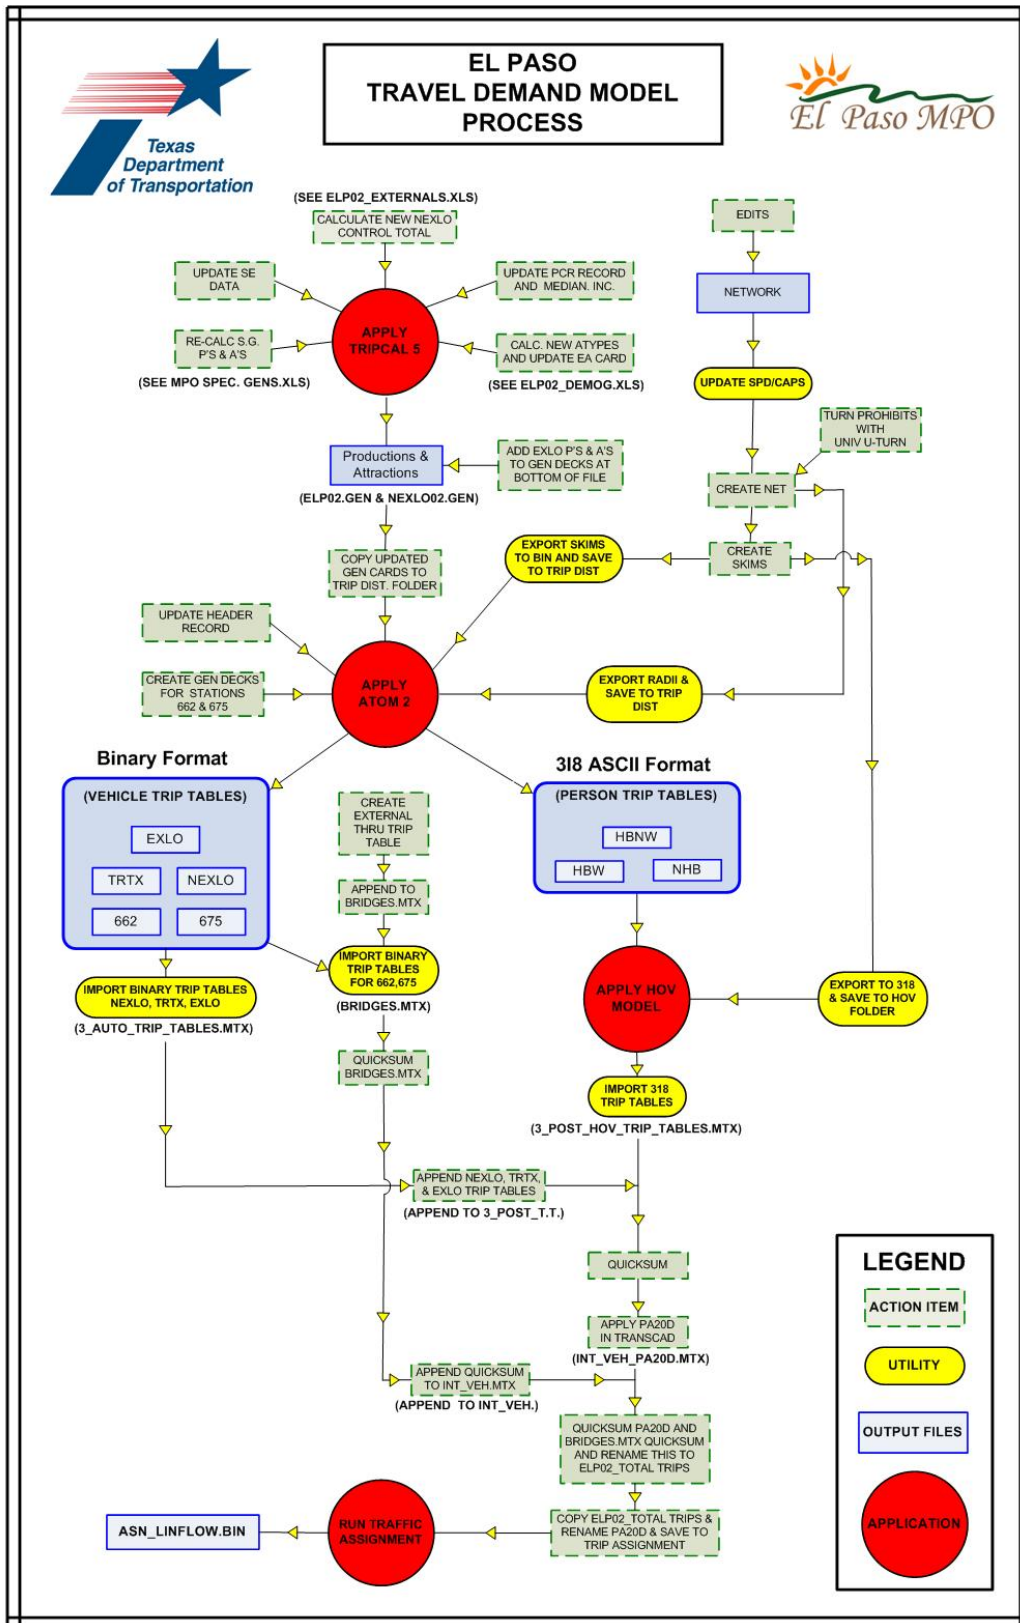 EL PASO
TRAVEL DEMAND MODEL
PROCESS
Texas
Department
of Transportation
El Paso MPO
(SEE ELP02_EXTERNALS.XLS)
CALCULATE NEW NEXLO
CONTROL TOTAL
EDITS
UPDATE SE
DATA
UPDATE PCR RECORD
AND MEDIAN. INC.
NETWORK
APPLY
TRIPCAL 5
RE-CALC S.G.
P'S & A'S
(SEE MPO SPEC. GENS.XLS)
CALC. NEW ATYPES
AND UPDATE EA CARD
(SEE ELP02_DEMOG.XLS)
UPDATE SPD/CAPS
TURN PROHIBITS
WITH
UNIV U-TURN
Productions &
Attractions
(ELP02.GEN & NEXLO02.GEN)
ADD EXLO P'S & A'S
TO GEN DECKS AT
BOTTOM OF FILE
CREATE NET
COPY UPDATED
GEN CARDS TO
TRIP DIST. FOLDER
EXPORT SKIMS
TO BIN AND SAVE
TO TRIP DIST
CREATE
SKIMS
UPDATE HEADER
RECORD
CREATE GEN DECKS
FOR STATIONS
662 & 675
APPLY
ATOM 2
EXPORT RADII &
SAVE TO TRIP
DIST
Binary Format
(VEHICLE TRIP TABLES)
EXLO
TRTX
NEXLO
662
675
CREATE
EXTERNAL
THRU TRIP
TABLE
APPEND TO
BRIDGES.MTX
3I8 ASCII Format
(PERSON TRIP TABLES)
HBNW
HBW
NHB
IMPORT BINARY TRIP TABLES
NEXLO, TRTX, EXLO
(3_AUTO_TRIP_TABLES.MTX)
IMPORT BINARY
TRIP TABLES
FOR 662,675
(BRIDGES.MTX)
APPLY HOV
MODEL
EXPORT TO 318
& SAVE TO HOV
FOLDER
QUICKSUM
BRIDGES.MTX
IMPORT 318
TRIP TABLES
(3_POST_HOV_TRIP_TABLES.MTX)
APPEND NEXLO, TRTX,
& EXLO TRIP TABLES
(APPEND TO 3_POST_T.T.)
QUICKSUM
APPLY PA20D
IN TRANSCAD
(INT_VEH_PA20D.MTX)
APPEND QUICKSUM
TO INT_VEH.MTX
(APPEND TO INT_VEH.)
QUICKSUM PA20D AND
BRIDGES.MTX QUICKSUM
AND RENAME THIS TO
ELP02_TOTAL TRIPS
COPY ELP02_TOTAL TRIPS &
RENAME PA20D & SAVE TO
TRIP ASSIGNMENT
RUN TRAFFIC
ASSIGNMENT
ASN_LINFLOW.BIN
LEGEND
ACTION ITEM
UTILITY
OUTPUT FILES
APPLICATION